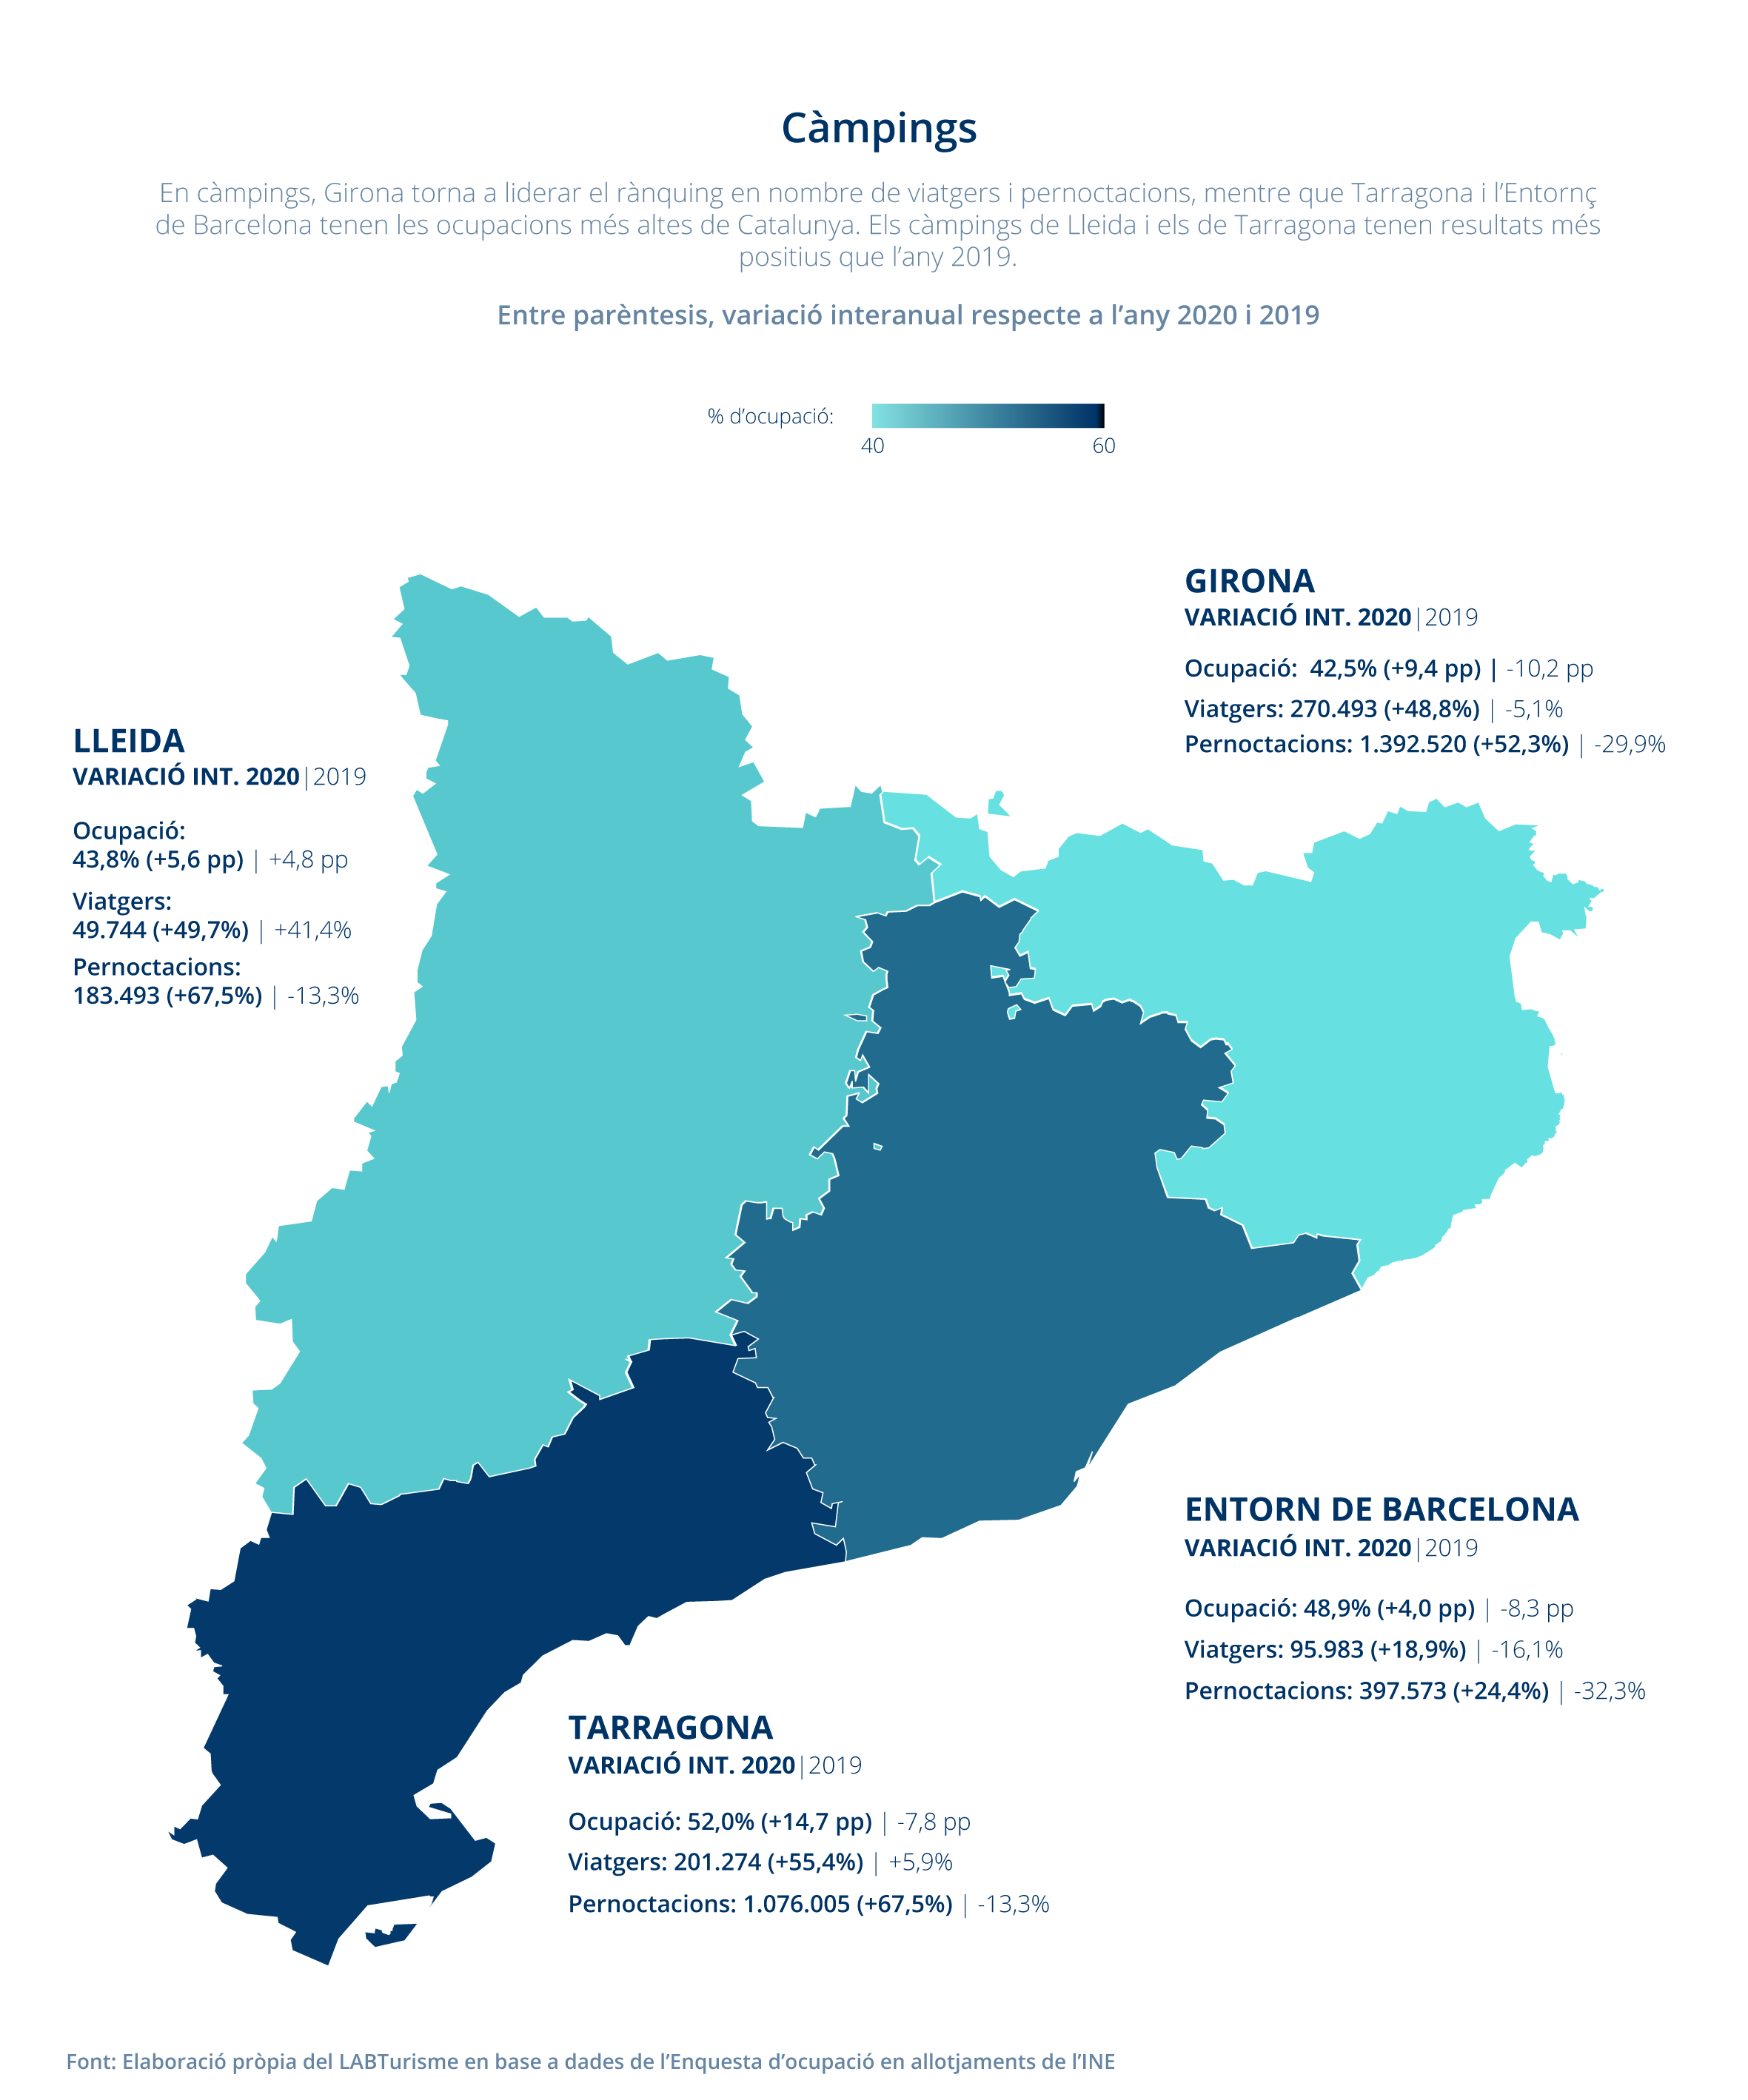 Càmpings
En càmpings, Girona torna a liderar el rànquing en nombre de viatgers i pernoctacions, mentre que Tarragona i l’Entornç
de Barcelona tenen les ocupacions més altes de Catalunya. Els càmpings de Lleida i els de Tarragona tenen resultats més
positius que l’any 2019.
Entre parèntesis, variació interanual respecte a l’any 2020 i 2019
% d’ocupació:
40 60
GIRONA
VARIACIÓ INT. 2020|2019
Ocupació: 42,5% (+9,4 pp) | -10,2 pp
Viatgers: 270.493 (+48,8%) | -5,1%
Pernoctacions: 1.392.520 (+52,3%) | -29,9%
LLEIDA
VARIACIÓ INT. 2020|2019
Ocupació:
43,8% (+5,6 pp) | +4,8 pp
Viatgers:
49.744 (+49,7%) | +41,4%
Pernoctacions:
183.493 (+67,5%) | -13,3%
ENTORN DE BARCELONA
VARIACIÓ INT. 2020|2019
Ocupació: 48,9% (+4,0 pp) | -8,3 pp
Viatgers: 95.983 (+18,9%) | -16,1%
Pernoctacions: 397.573 (+24,4%) | -32,3%
TARRAGONA
VARIACIÓ INT. 2020|2019
Ocupació: 52,0% (+14,7 pp) | -7,8 pp
Viatgers: 201.274 (+55,4%) | +5,9%
Pernoctacions: 1.076.005 (+67,5%) | -13,3%
Font: Elaboració pròpia del LABTurisme en base a dades de l’Enquesta d’ocupació en allotjaments de l’INE